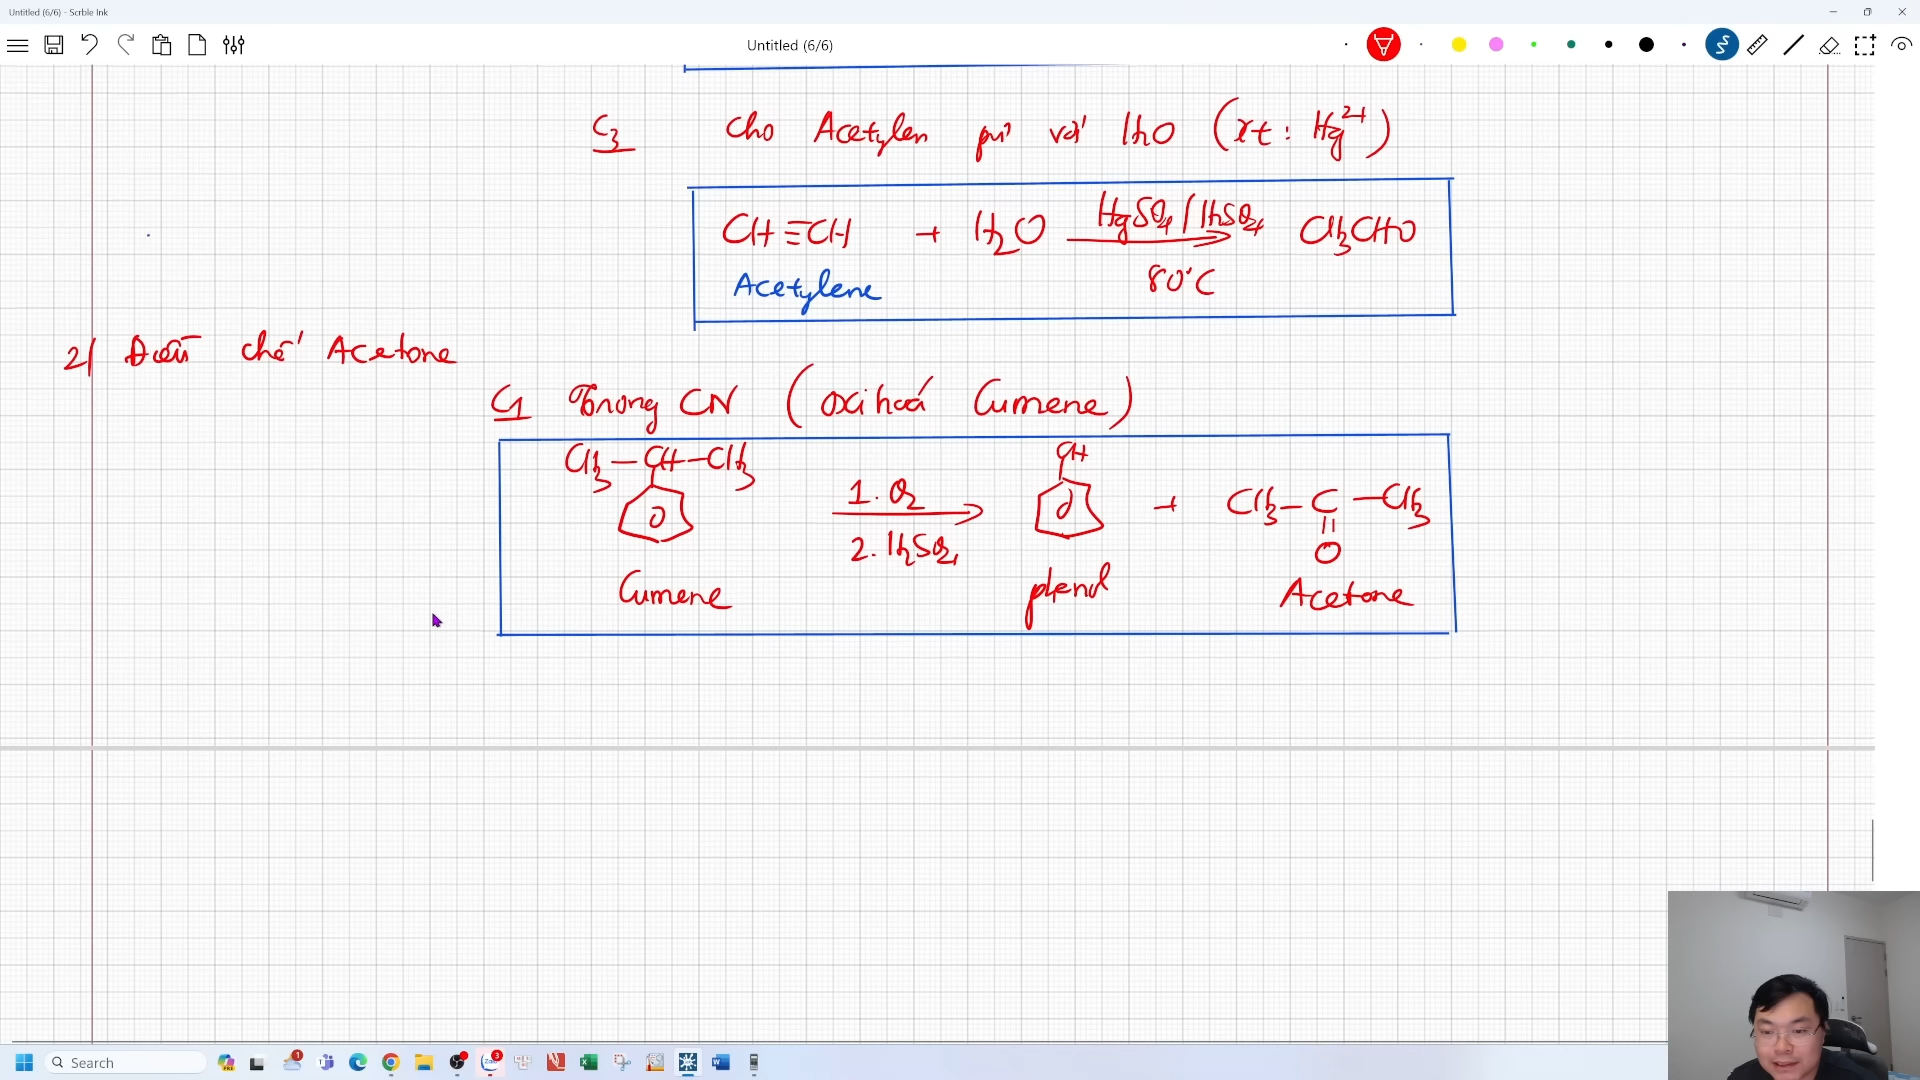 Untitled (6/6) - Scrble Ink
Untitled (6/6)
C3 Cho Acetylen pứ với H2O (xt: Hg2+)
CH≡CH + H2O HgSO4/H2SO4 CH3CHO
Acetylene 80°C
2/ Điều chế Acetone
C1 Trong CN (oxi hoá Cumene)
CH3-CH-CH3 1. O2 OH + CH3-C-CH3
2. H2SO4 O
Cumene phenol Acetone
Search